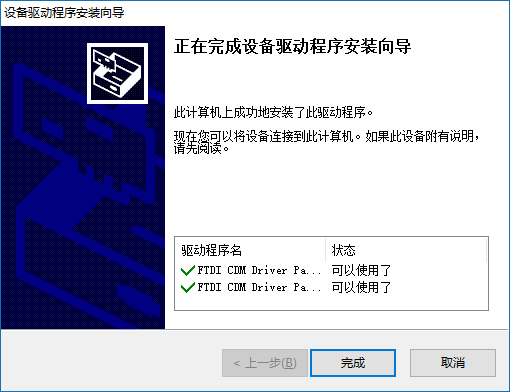 设备驱动程序安装向导
正在完成设备驱动程序安装向导
此计算机上成功地安装了此驱动程序。
现在您可以将设备连接到此计算机。如果此设备附有说明，
请先阅读。
驱动程序名 状态
FTDI CDM Driver Pa... 可以使用了
FTDI CDM Driver Pa... 可以使用了
< 上一步(B) 完成 取消